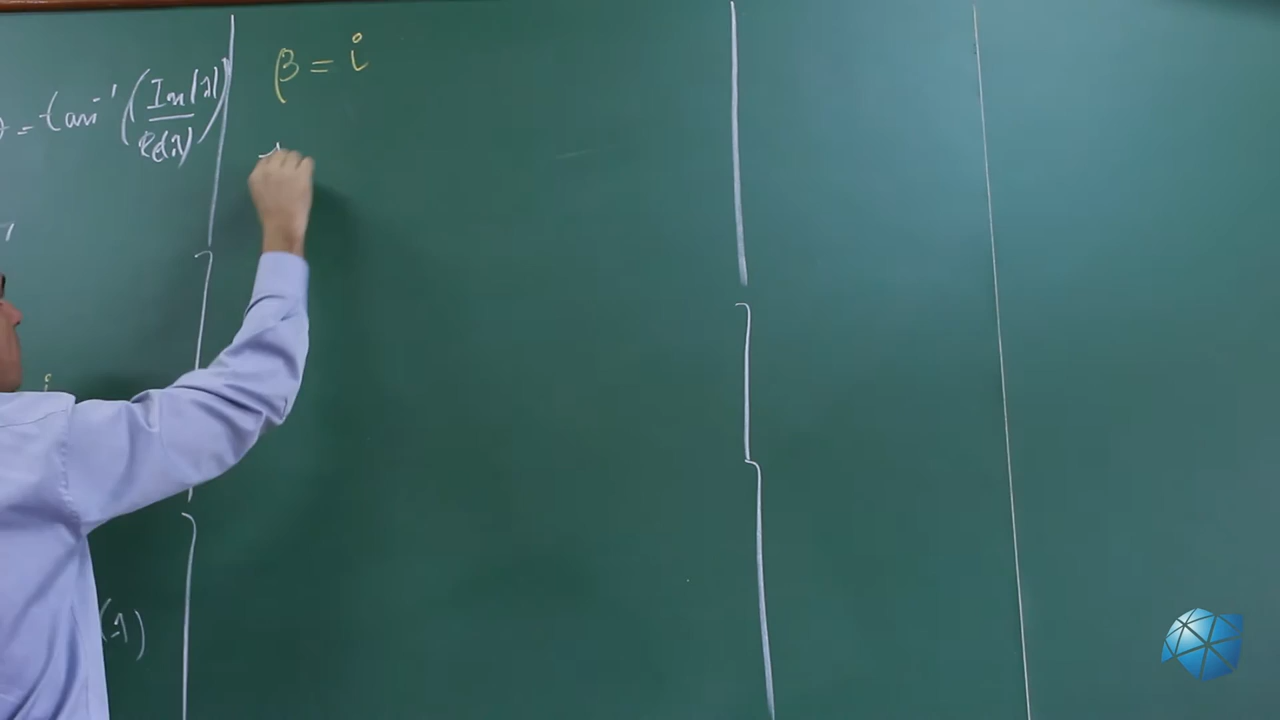 θ = tan⁻¹ (Im(λ) / Re(λ))
β = i
i
(λ)